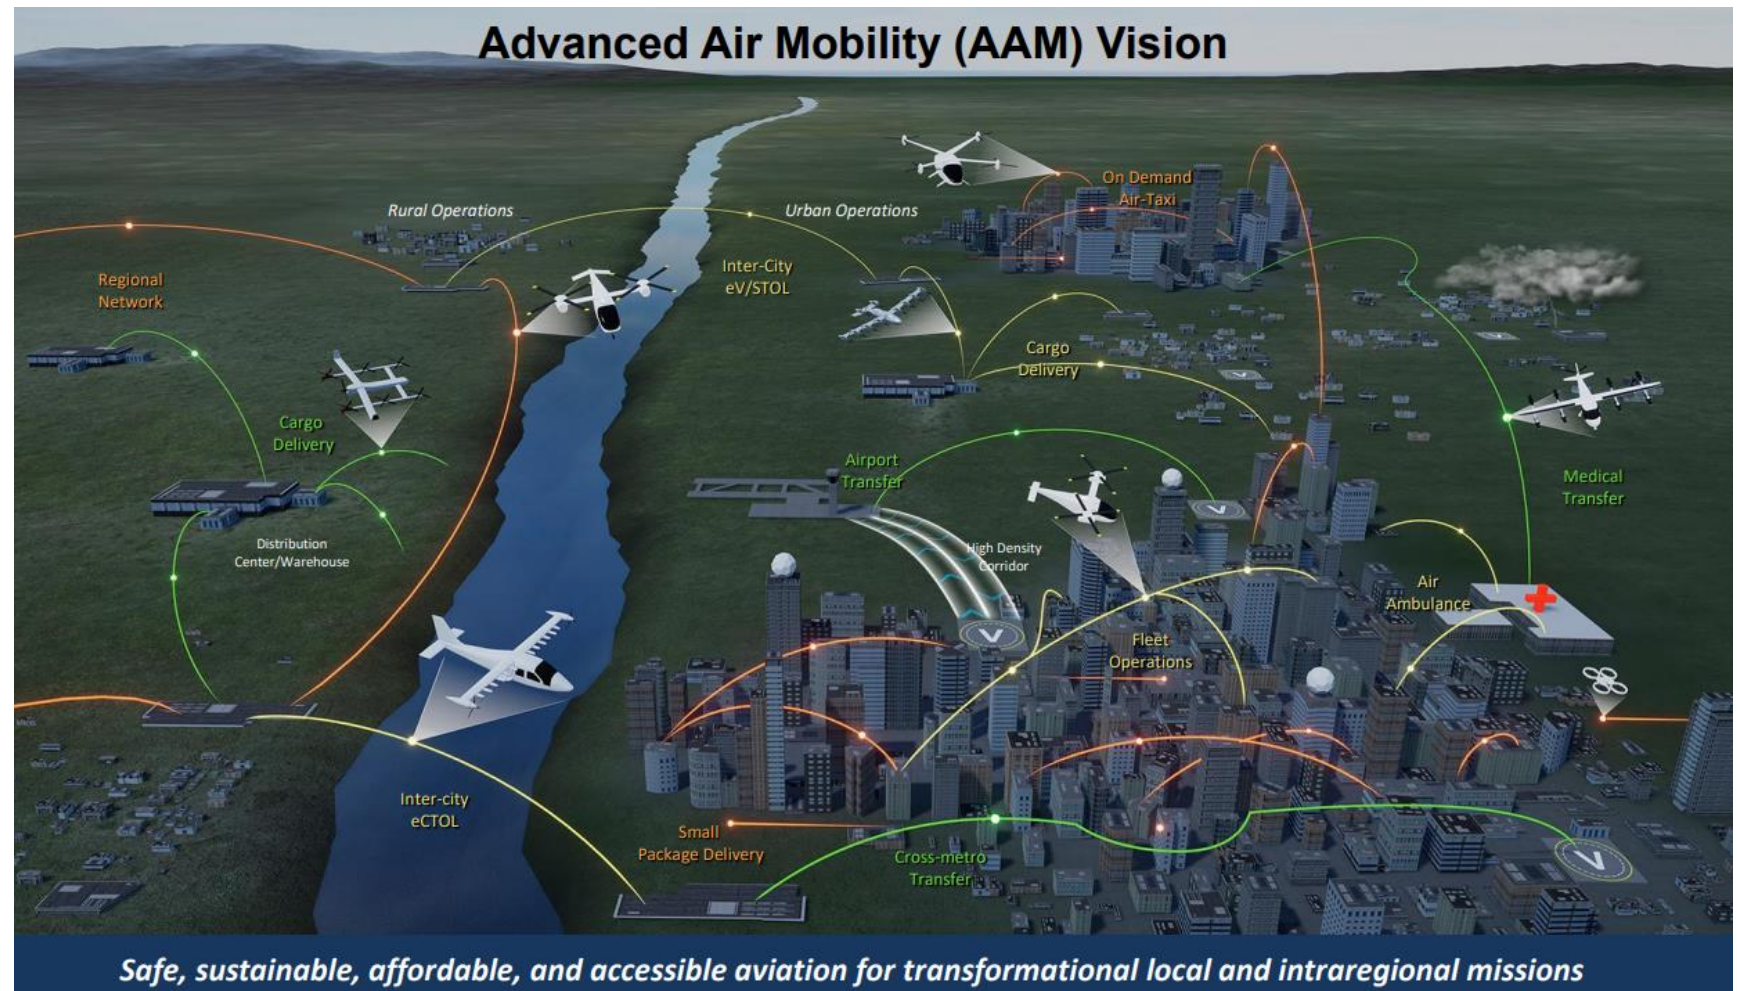 Advanced Air Mobility (AAM) Vision
On Demand
Air-Taxi
Rural Operations
Urban Operations
Inter-City
eV/STOL
Regional
Network
Cargo
Delivery
Cargo
Delivery
Airport
Transfer
Medical
Transfer
Distribution
Center/Warehouse
High Density
Corridor
Air
Ambulance
Fleet
Operations
Inter-city
eCTOL
Small
Package Delivery
Cross-metro
Transfer
V
V
V
V
Safe, sustainable, affordable, and accessible aviation for transformational local and intraregional missions